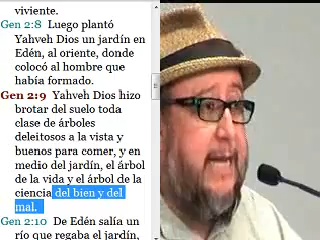 viviente.
Gen 2:8 Luego plantó
Yahveh Dios un jardín en
Edén, al oriente, donde
colocó al hombre que
había formado.
Gen 2:9 Yahveh Dios hizo
brotar del suelo toda
clase de árboles
deleitosos a la vista y
buenos para comer, y en
medio del jardín, el árbol
de la vida y el árbol de la
ciencia del bien y del
mal.
Gen 2:10 De Edén salía un
río que regaba el jardín,